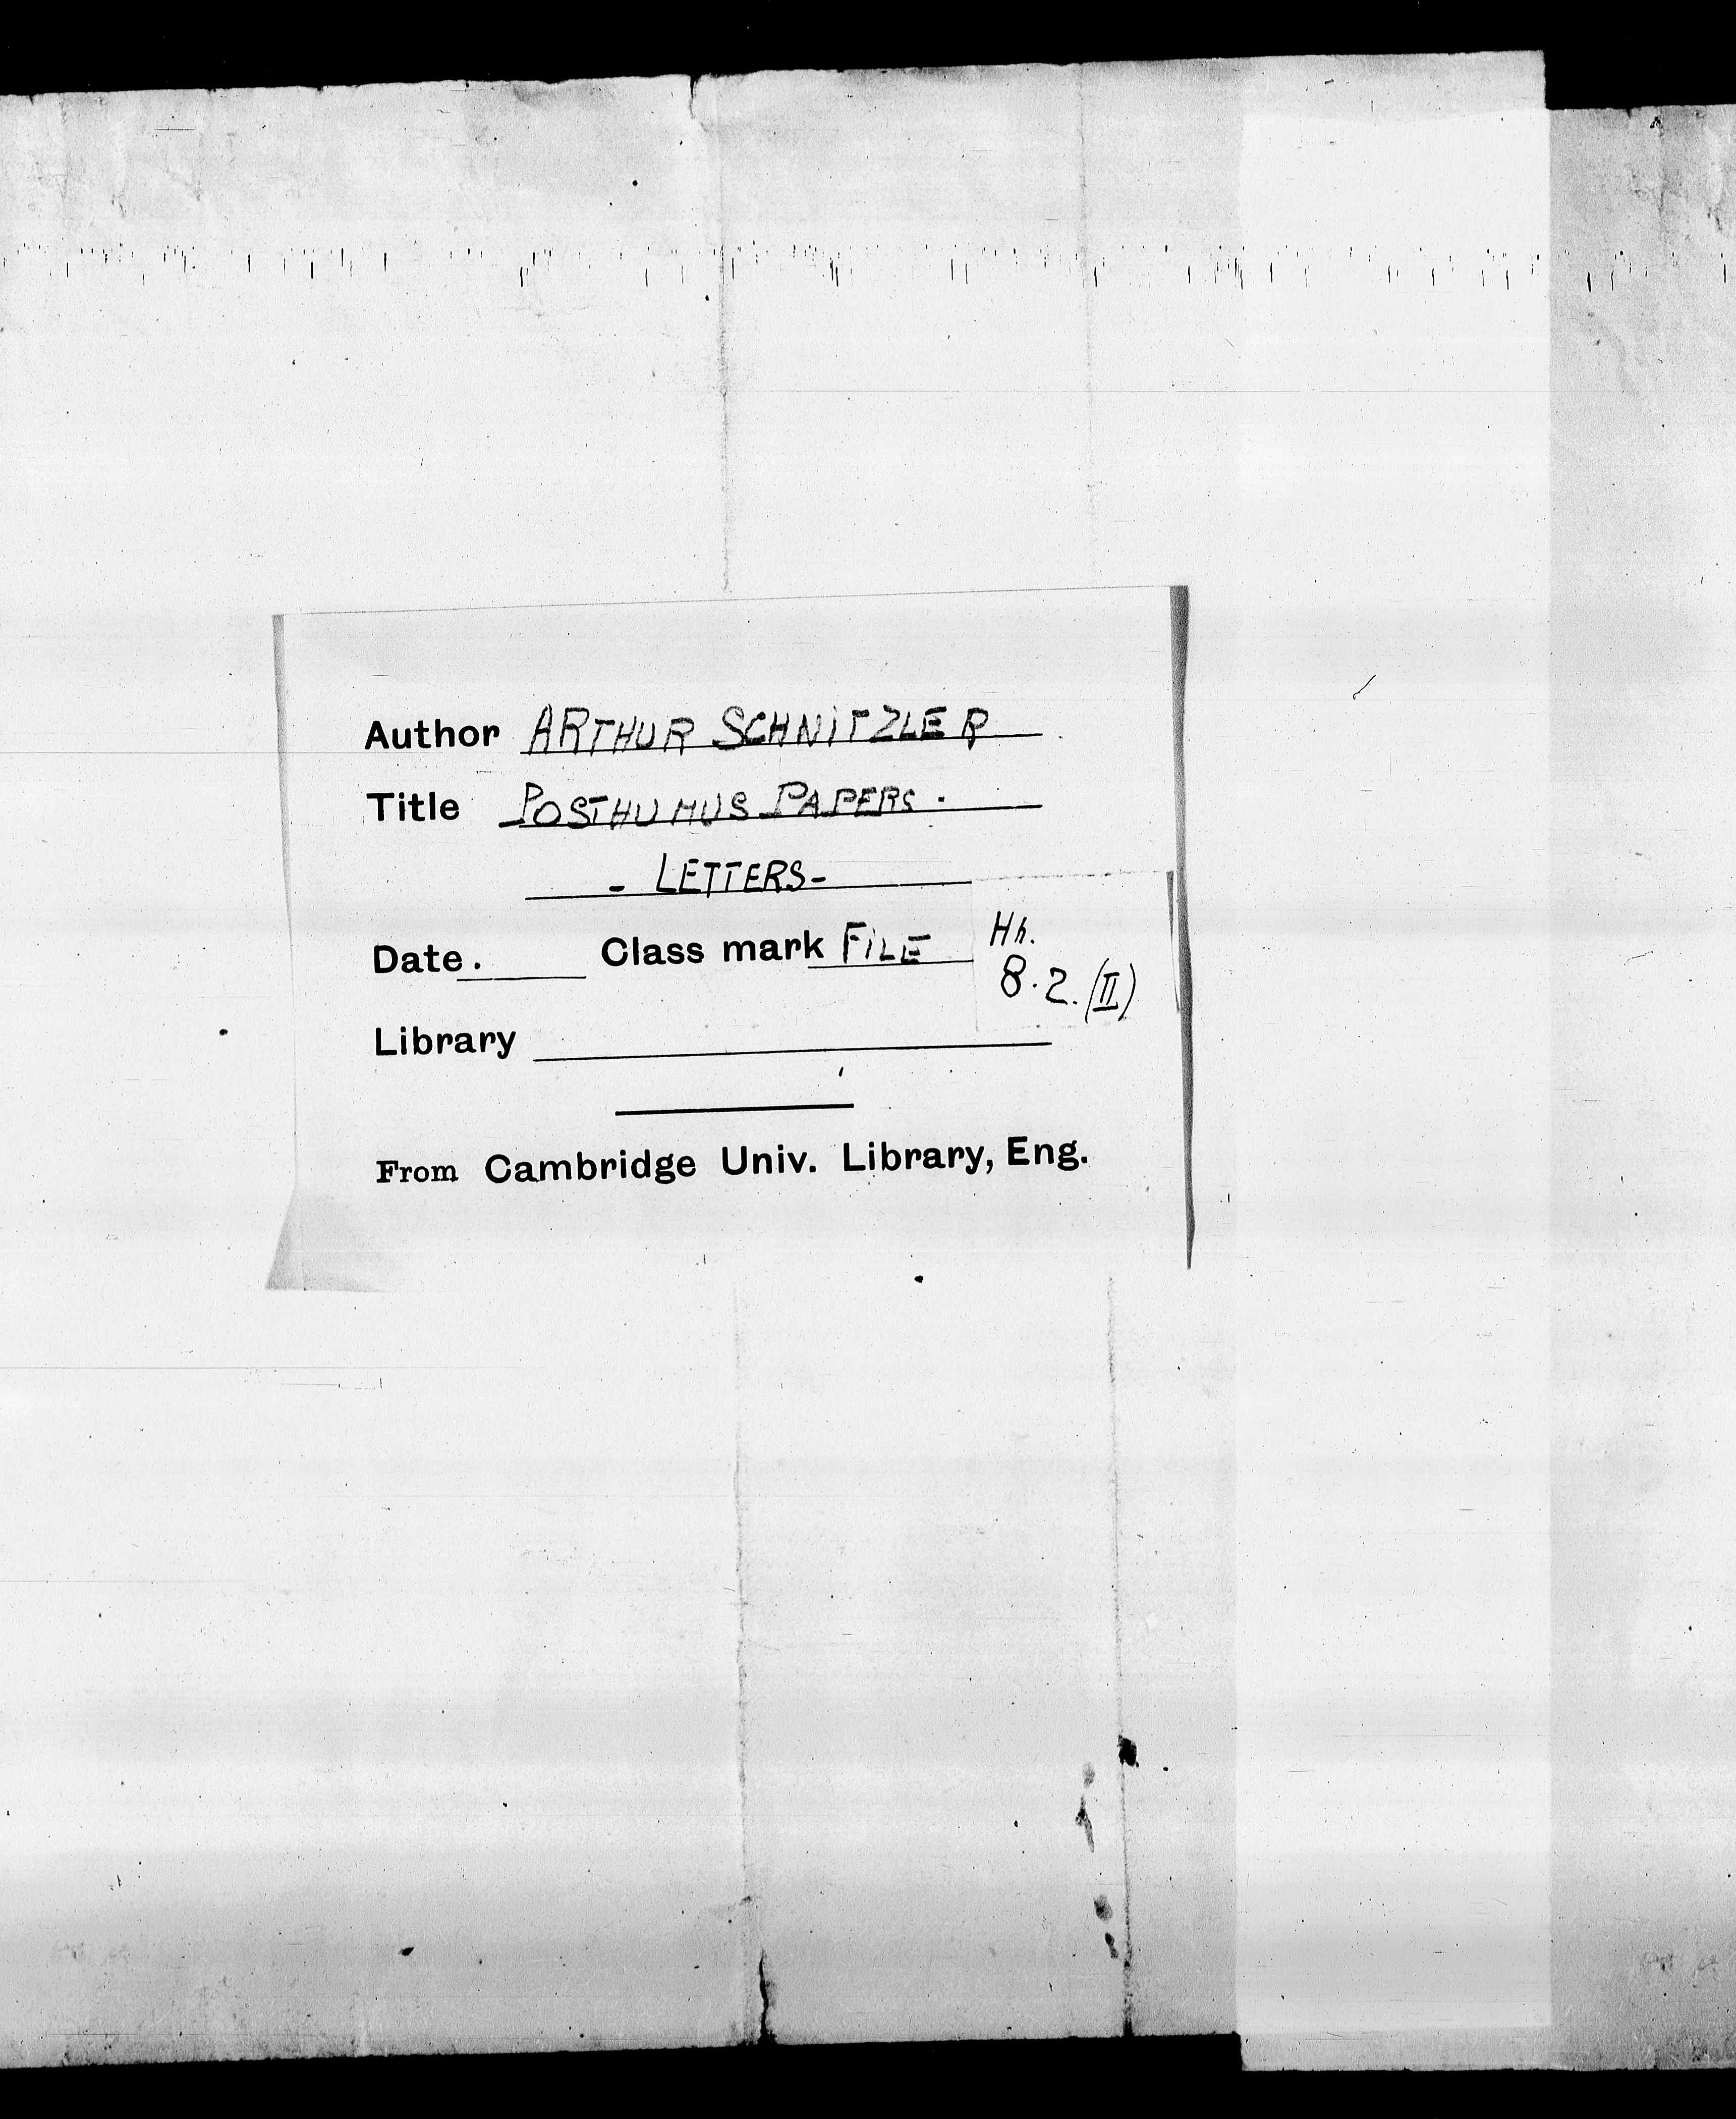 Author ARTHUR SCHNITZLER
Title POSTHUMUS PAPERS.
- LETTERS -
Date. Class mark FILE Hh.
8.2.(II)
Library
From Cambridge Univ. Library, Eng.